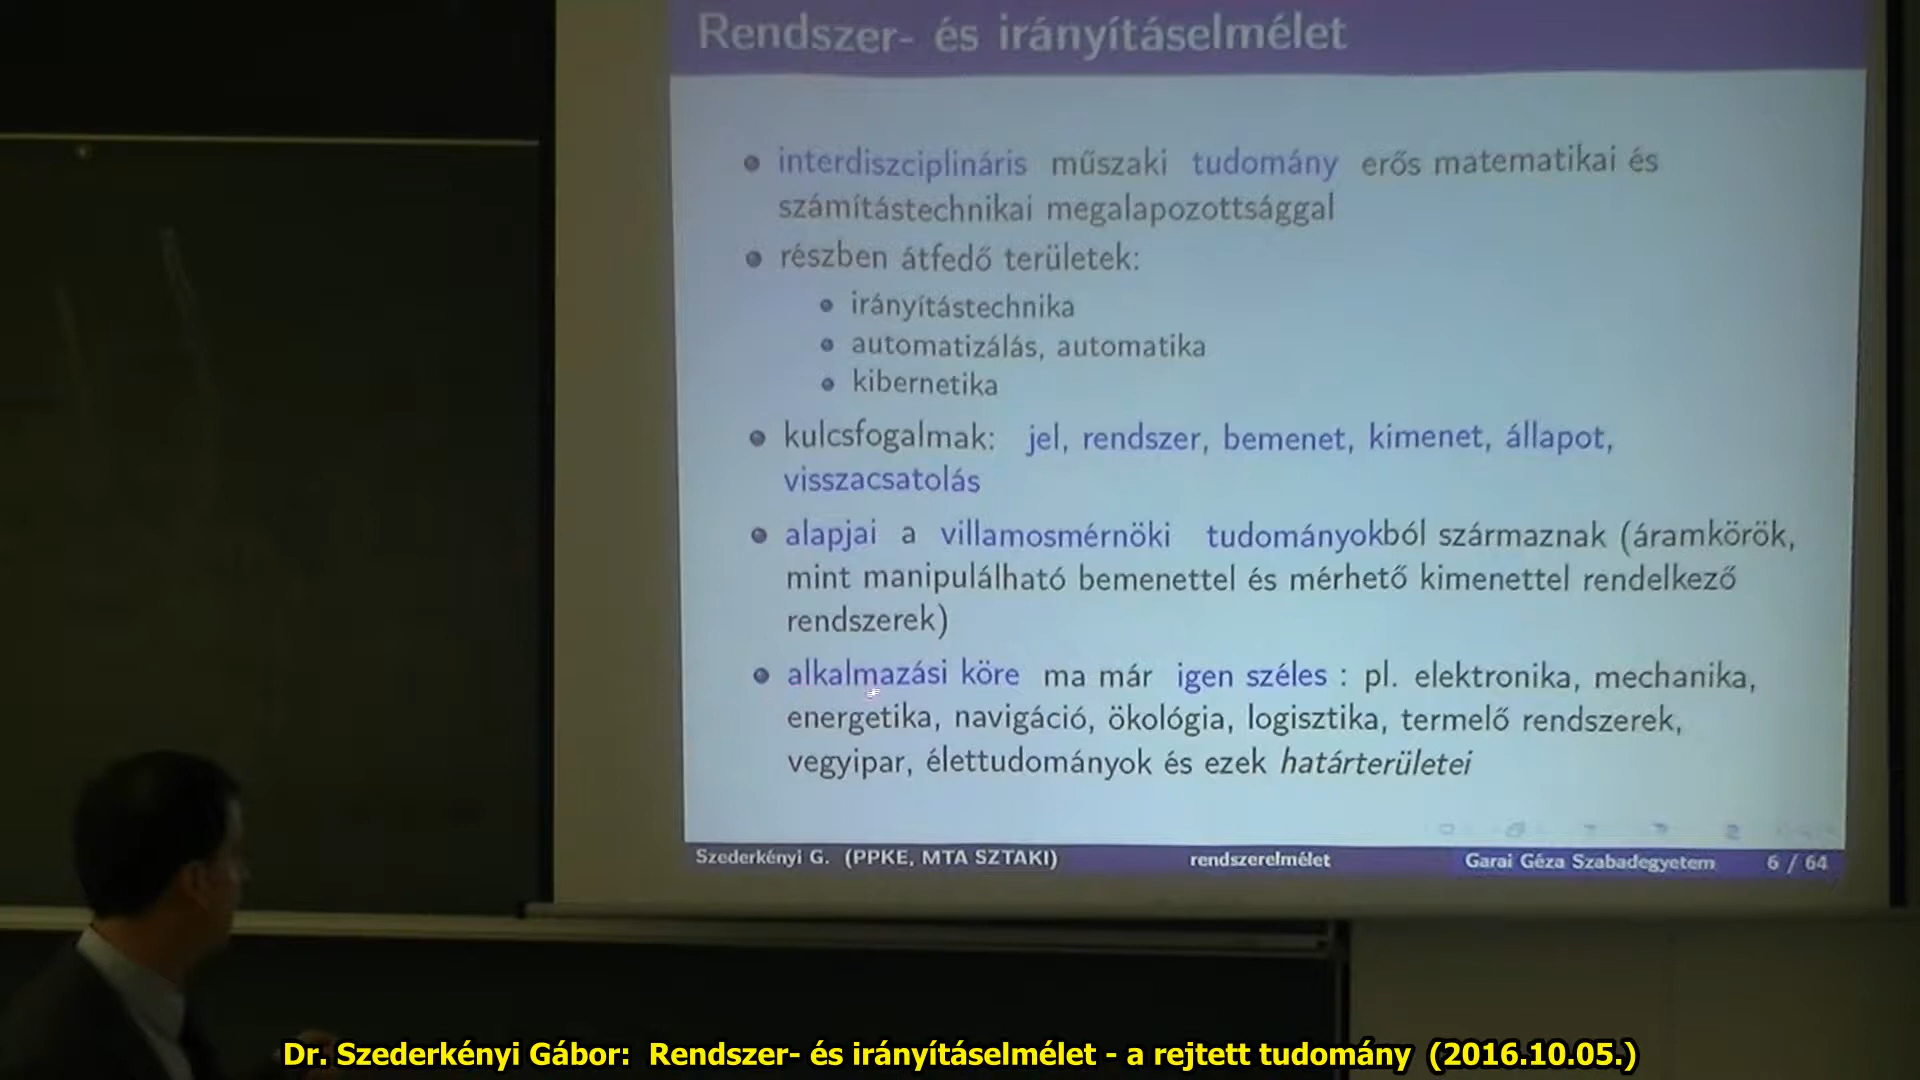 Rendszer- és irányításelmélet
interdiszciplináris műszaki tudomány erős matematikai és
számítástechnikai megalapozottsággal
részben átfedő területek:
irányítástechnika
automatizálás, automatika
kibernetika
kulcsfogalmak: jel, rendszer, bemenet, kimenet, állapot,
visszacsatolás
alapjai a villamosmérnöki tudományokból származnak (áramkörök,
mint manipulálható bemenettel és mérhető kimenettel rendelkező
rendszerek)
alkalmazási köre ma már igen széles : pl. elektronika, mechanika,
energetika, navigáció, ökológia, logisztika, termelő rendszerek,
vegyipar, élettudományok és ezek határterületei
Szederkényi G. (PPKE, MTA SZTAKI) rendszerelmélet Garai Géza Szabadegyetem 6 / 64
Dr. Szederkényi Gábor: Rendszer- és irányításelmélet - a rejtett tudomány (2016.10.05.)